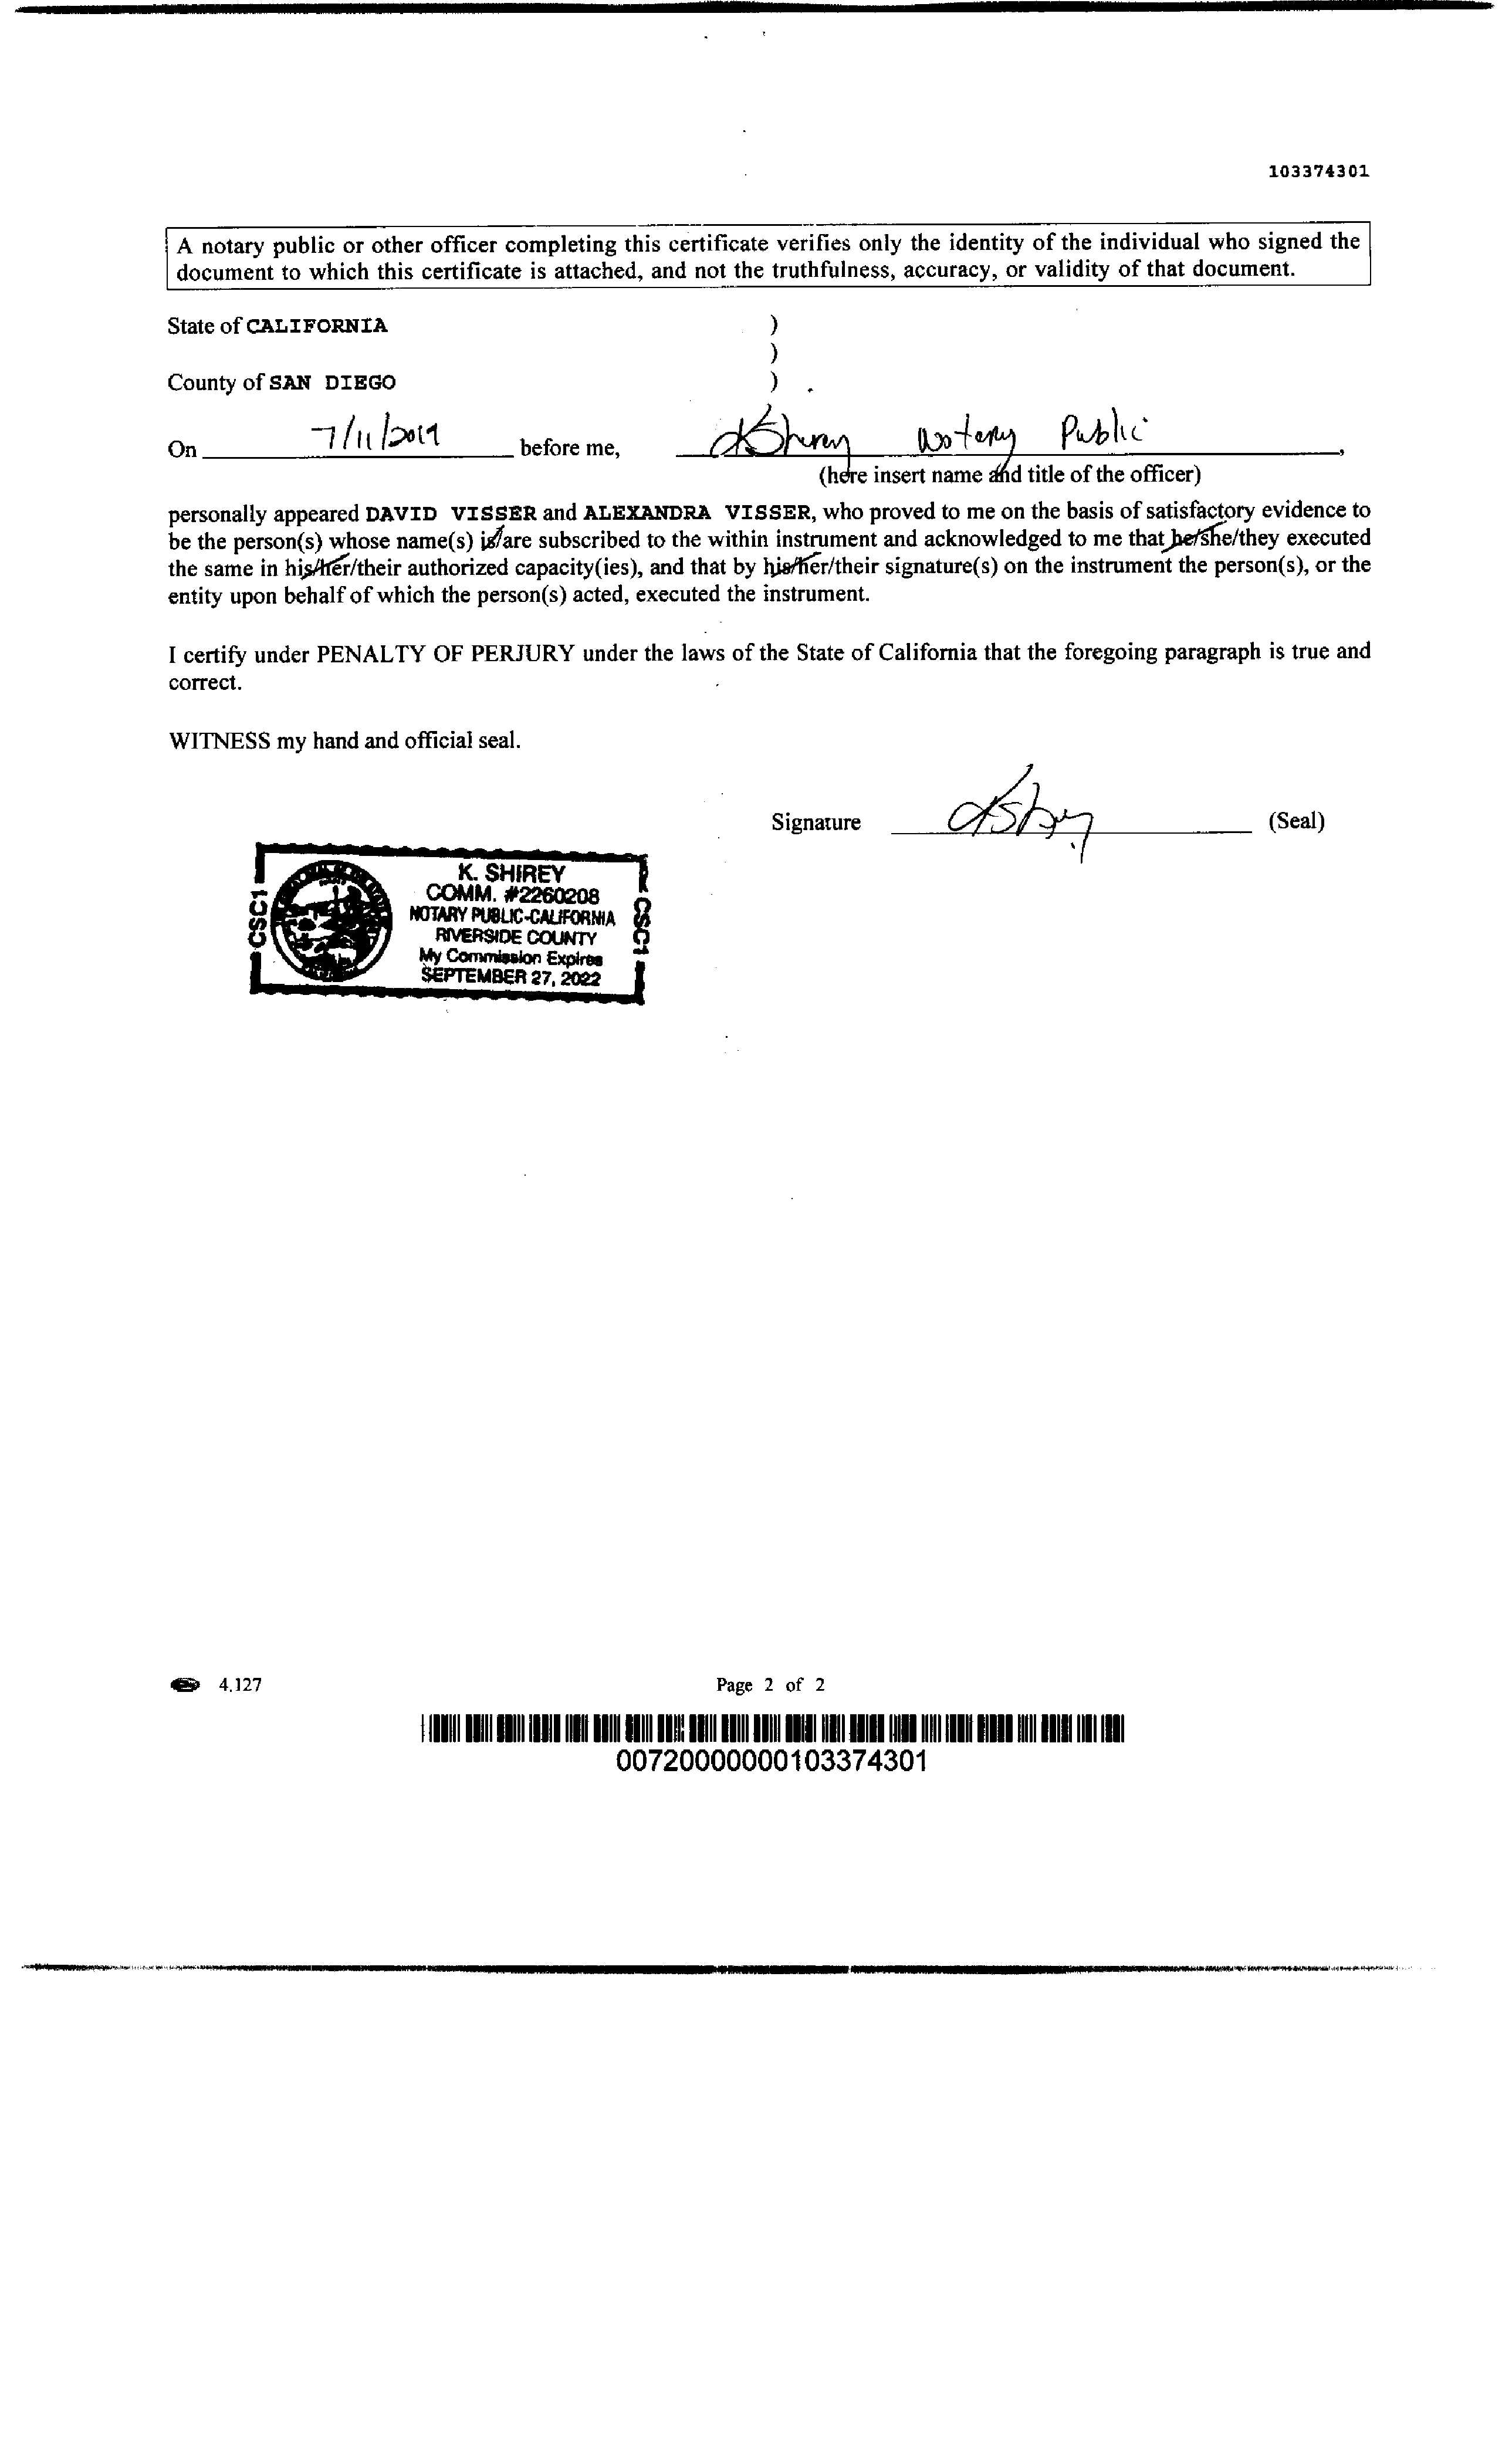 103374301
A notary public or other officer completing this certificate verifies only the identity of the individual who signed the
document to which this certificate is attached, and not the truthfulness, accuracy, or validity of that document.
State of CALIFORNIA )
)
County of SAN DIEGO )
On 7/11/2019 before me, K Shirey Notary Public,
(here insert name and title of the officer)
personally appeared DAVID VISSER and ALEXANDRA VISSER, who proved to me on the basis of satisfactory evidence to
be the person(s) whose name(s) is/are subscribed to the within instrument and acknowledged to me that he/she/they executed
the same in his/her/their authorized capacity(ies), and that by his/her/their signature(s) on the instrument the person(s), or the
entity upon behalf of which the person(s) acted, executed the instrument.
I certify under PENALTY OF PERJURY under the laws of the State of California that the foregoing paragraph is true and
correct.
WITNESS my hand and official seal.
Signature (Seal)
CSC1
K. SHIREY
COMM. #2260208
NOTARY PUBLIC-CALIFORNIA
RIVERSIDE COUNTY
My Commission Expires
SEPTEMBER 27, 2022
CSC1
4.127 Page 2 of 2
00720000000103374301